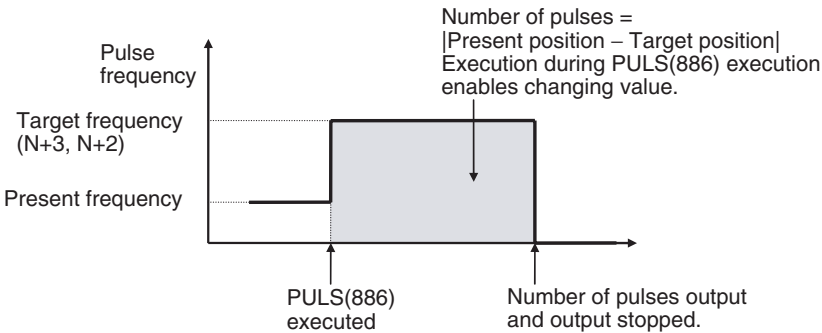 Number of pulses =
|Present position – Target position|
Execution during PULS(886) execution
enables changing value.
Pulse
frequency
Target frequency
(N+3, N+2)
Present frequency
PULS(886)
executed
Number of pulses output
and output stopped.